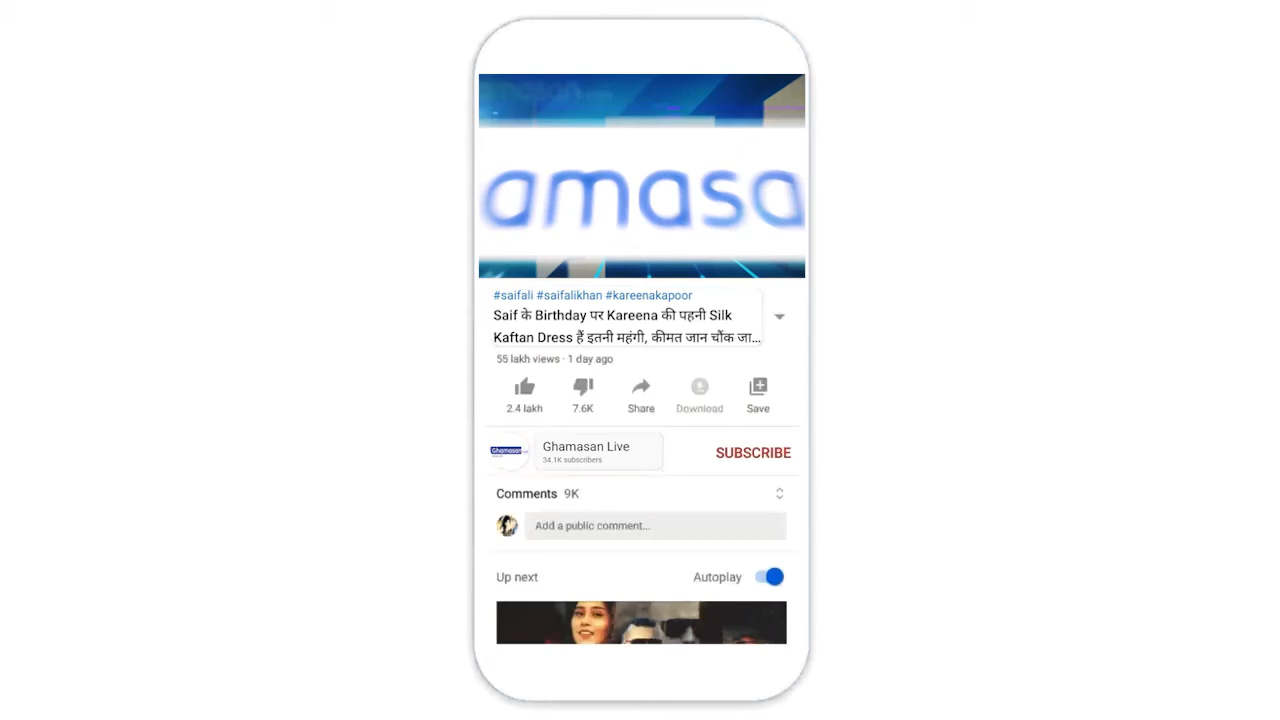 amasa
#saifali #saifalikhan #kareenakapoor
Saif के Birthday पर Kareena की पहनी Silk
Kaftan Dress हैं इतनी महंगी, कीमत जान चौंक जा...
55 lakh views · 1 day ago
2.4 lakh 7.6K Share Download Save
Ghamasan
Ghamasan Live
34.1K subscribers
SUBSCRIBE
Comments 9K
Add a public comment...
Up next Autoplay